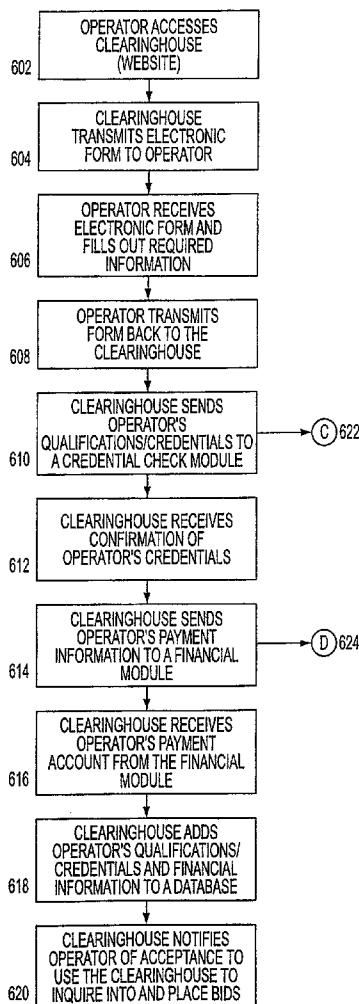 OPERATOR ACCESSES
CLEARINGHOUSE
(WEBSITE)
602
CLEARINGHOUSE
TRANSMITS ELECTRONIC
FORM TO OPERATOR
604
OPERATOR RECEIVES
ELECTRONIC FORM AND
FILLS OUT REQUIRED
INFORMATION
606
OPERATOR TRANSMITS
FORM BACK TO THE
CLEARINGHOUSE
608
CLEARINGHOUSE SENDS
OPERATOR'S
QUALIFICATIONS/CREDENTIALS TO
A CREDENTIAL CHECK MODULE
610
C 622
CLEARINGHOUSE RECEIVES
CONFIRMATION OF
OPERATOR'S CREDENTIALS
612
CLEARINGHOUSE SENDS
OPERATOR'S PAYMENT
INFORMATION TO A FINANCIAL
MODULE
614
D 624
CLEARINGHOUSE RECEIVES
OPERATOR'S PAYMENT
ACCOUNT FROM THE FINANCIAL
MODULE
616
CLEARINGHOUSE ADDS
OPERATOR'S QUALIFICATIONS/
CREDENTIALS AND FINANCIAL
INFORMATION TO A DATABASE
618
CLEARINGHOUSE NOTIFIES
OPERATOR OF ACCEPTANCE TO
USE THE CLEARINGHOUSE TO
INQUIRE INTO AND PLACE BIDS
620